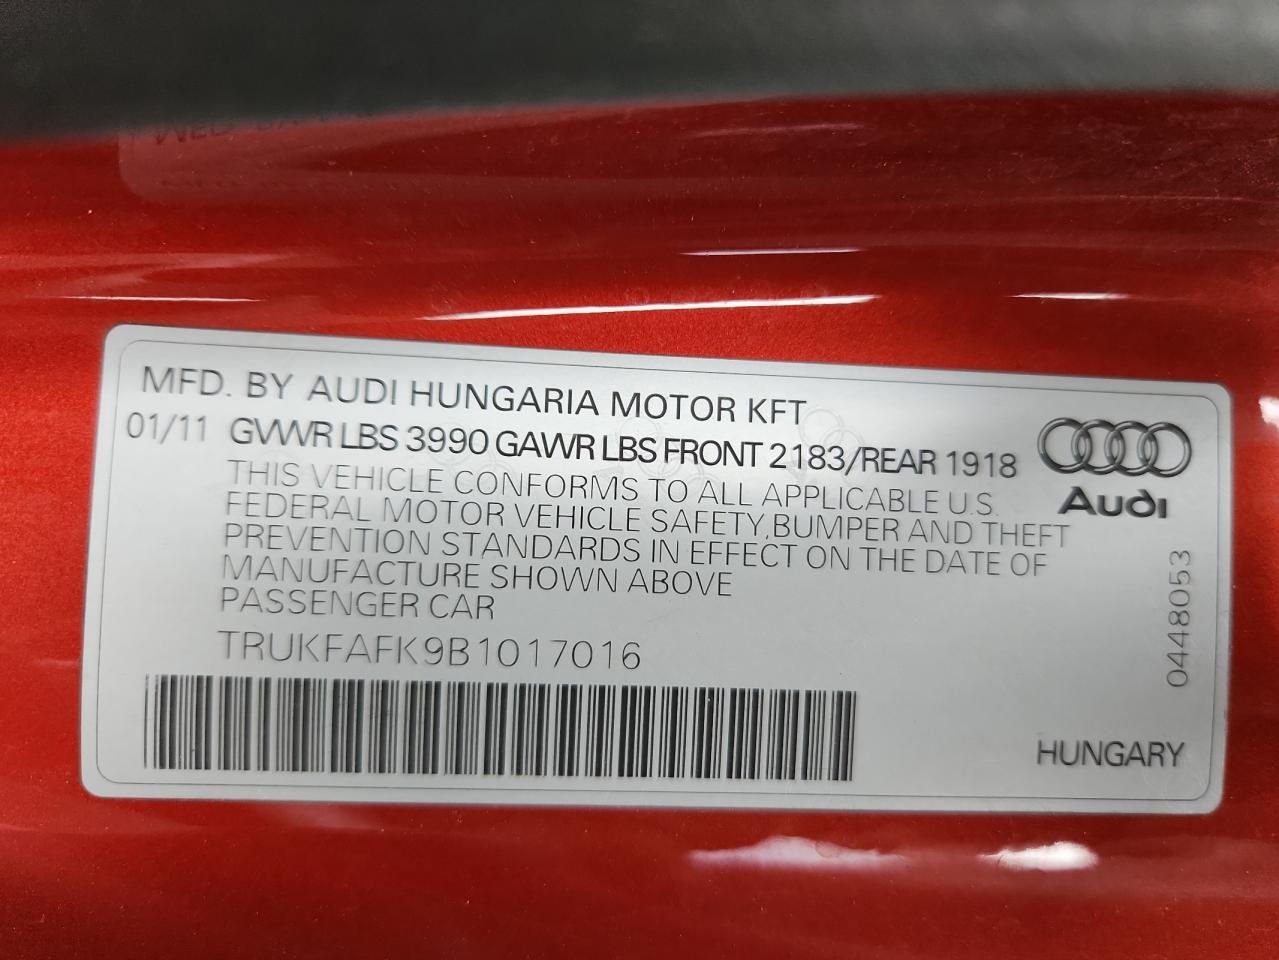 MFD. BY AUDI HUNGARIA MOTOR KFT
01/11 GVWR LBS 3990 GAWR LBS FRONT 2183/REAR 1918
THIS VEHICLE CONFORMS TO ALL APPLICABLE U.S.
FEDERAL MOTOR VEHICLE SAFETY, BUMPER AND THEFT
PREVENTION STANDARDS IN EFFECT ON THE DATE OF
MANUFACTURE SHOWN ABOVE
PASSENGER CAR
TRUKFAFK9B1017016
Audi
0448053
HUNGARY